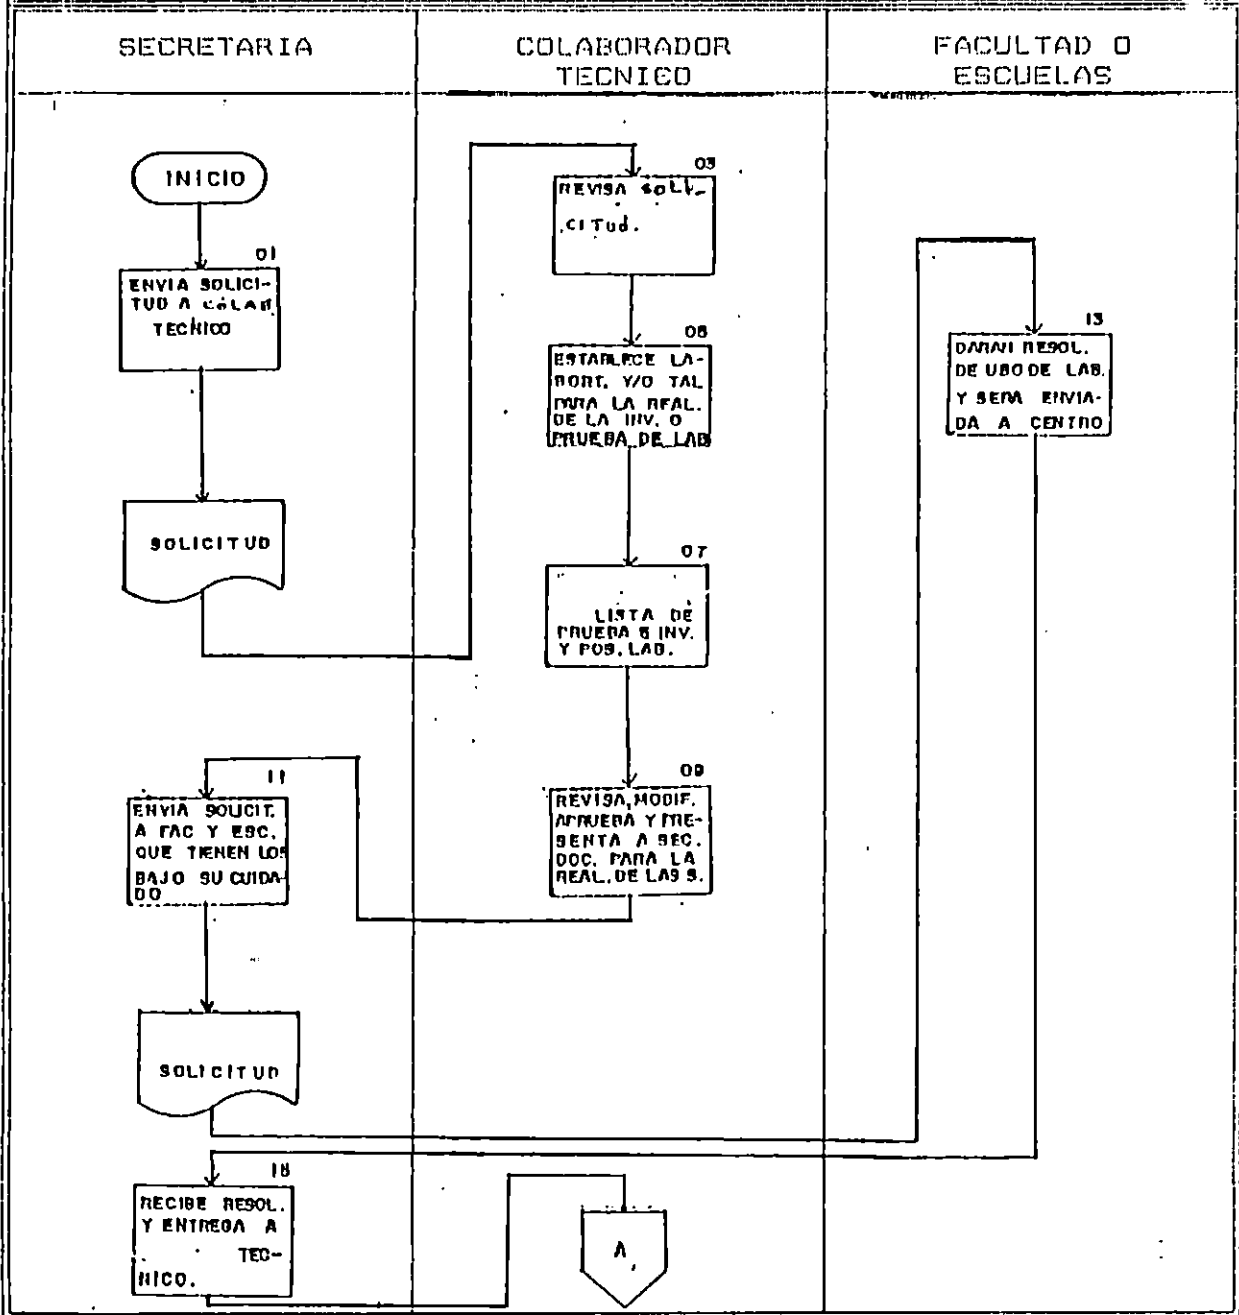 SECRETARIA
COLABORADOR
TECNICO
FACULTAD O
ESCUELAS
INICIO
01
ENVIA SOLICI-
TUD A COLAB
TECNICO
SOLICITUD
03
REVISA SOLI-
CITud.
05
ESTABLECE LA-
BORT. Y/O TAL
PARA LA REAL.
DE LA INV. O
PRUEBA DE LAB
07
LISTA DE
PRUEBA S INV.
Y POS. LAB.
09
REVISA, MODIF.
APRUEBA Y PRE-
SENTA A SEC.
DOC. PARA LA
REAL. DE LAS S.
11
ENVIA SOLICIT.
A FAC Y ESC.
QUE TIENEN LOS
BAJO SU CUIDA-
DO
SOLICITUD
13
DARAN RESOL.
DE USO DE LAB.
Y SERA ENVIA-
DA A CENTRO
15
RECIBE RESOL.
Y ENTREGA A
TEC-
NICO.
A